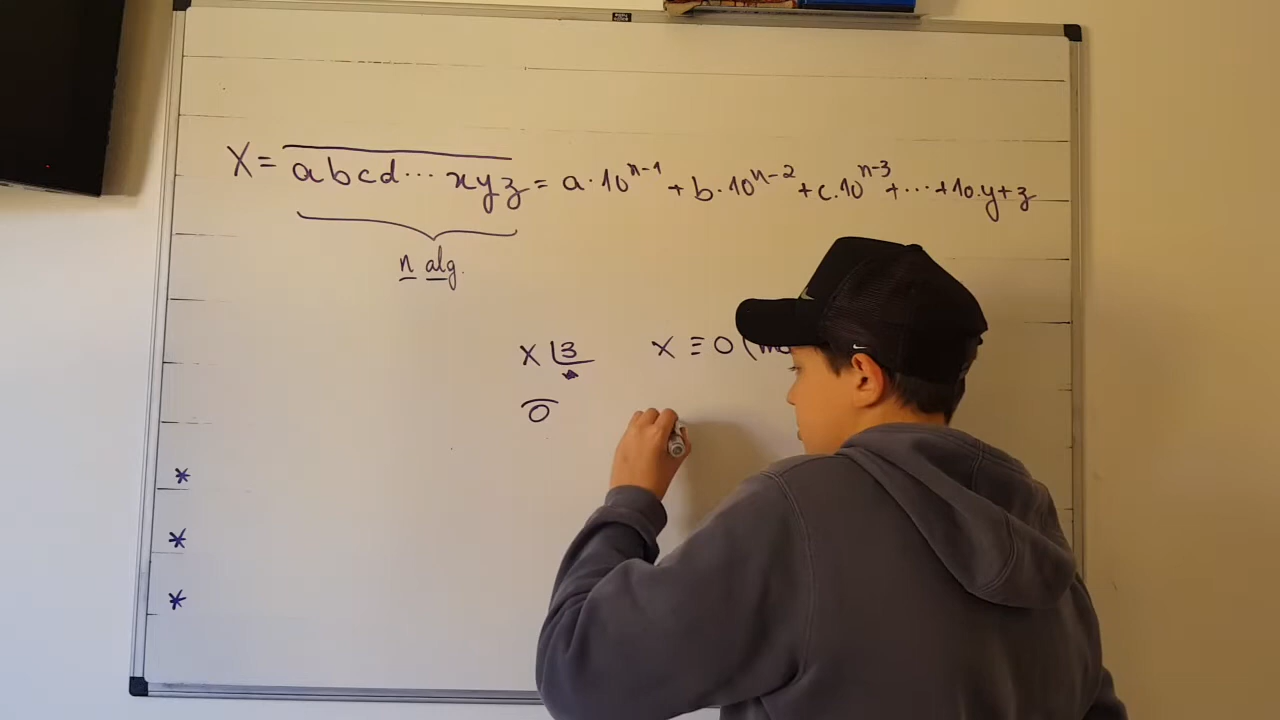 X = abcd... xyz = a.10^n-1 + b.10^n-2 + c.10^n-3 + ... + 10.y + z
n alg.
X 3 X ≡ 0 (
0
*
*
*